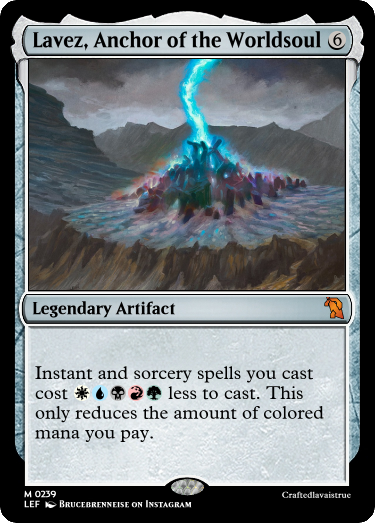 Lavez, Anchor of the Worldsoul 6
Legendary Artifact
Instant and sorcery spells you cast
cost less to cast. This
only reduces the amount of colored
mana you pay.
M 0239
LEF Brucebrenneise on Instagram
Craftedlavaistrue